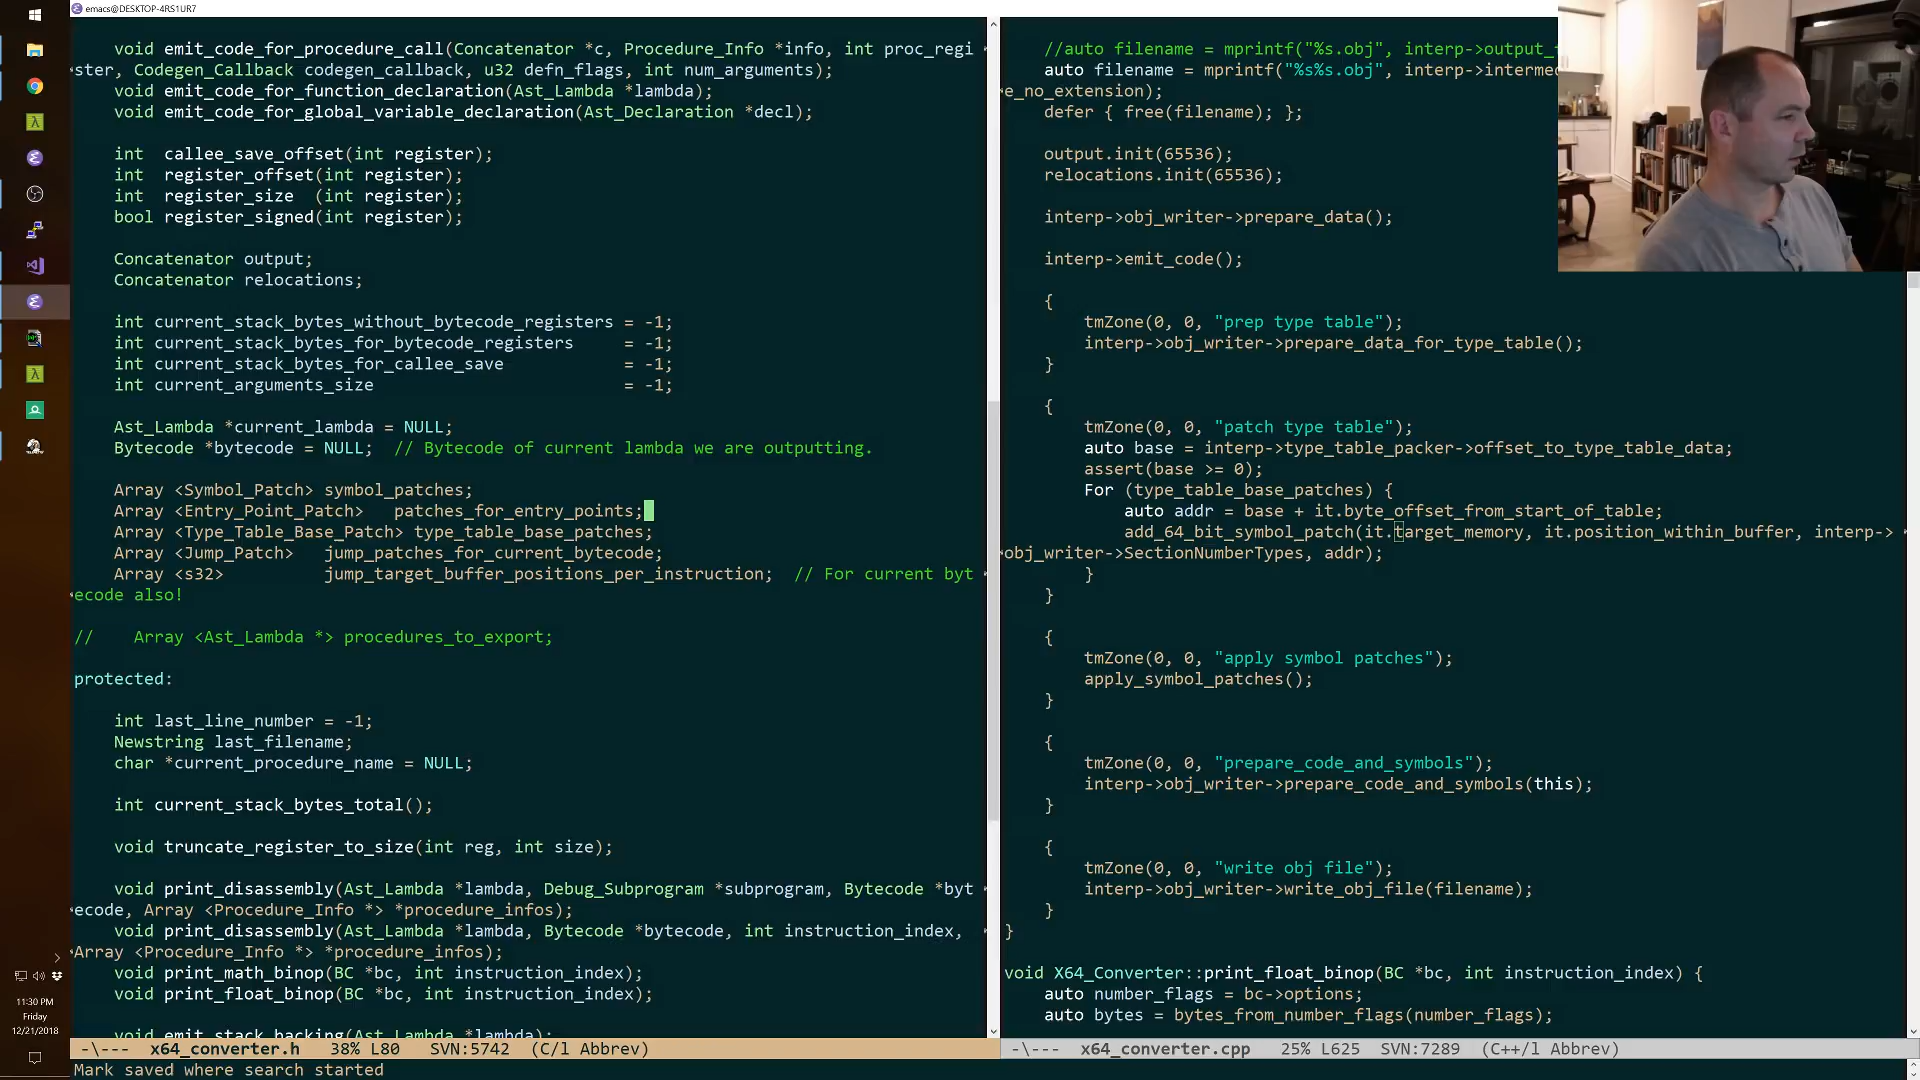 emacs@DESKTOP-4RS1UR7
void emit_code_for_procedure_call(Concatenator *c, Procedure_Info *info, int proc_regi
ster, Codegen_Callback codegen_callback, u32 defn_flags, int num_arguments);
void emit_code_for_function_declaration(Ast_Lambda *lambda);
void emit_code_for_global_variable_declaration(Ast_Declaration *decl);
int  callee_save_offset(int register);
int  register_offset(int register);
int  register_size  (int register);
bool register_signed(int register);
Concatenator output;
Concatenator relocations;
int current_stack_bytes_without_bytecode_registers = -1;
int current_stack_bytes_for_bytecode_registers     = -1;
int current_stack_bytes_for_callee_save            = -1;
int current_arguments_size                         = -1;
Ast_Lambda *current_lambda = NULL;
Bytecode *bytecode = NULL;  // Bytecode of current lambda we are outputting.
Array <Symbol_Patch> symbol_patches;
Array <Entry_Point_Patch>   patches_for_entry_points;
Array <Type_Table_Base_Patch> type_table_base_patches;
Array <Jump_Patch>   jump_patches_for_current_bytecode;
Array <s32>          jump_target_buffer_positions_per_instruction;  // For current byt
ecode also!
//    Array <Ast_Lambda *> procedures_to_export;
protected:
int last_line_number = -1;
Newstring last_filename;
char *current_procedure_name = NULL;
int current_stack_bytes_total();
void truncate_register_to_size(int reg, int size);
void print_disassembly(Ast_Lambda *lambda, Debug_Subprogram *subprogram, Bytecode *byt
ecode, Array <Procedure_Info *> *procedure_infos);
void print_disassembly(Ast_Lambda *lambda, Bytecode *bytecode, int instruction_index,
Array <Procedure_Info *> *procedure_infos);
void print_math_binop(BC *bc, int instruction_index);
void print_float_binop(BC *bc, int instruction_index);
void emit_stack_backing(Ast_Lambda *lambda);
-\---  x64_converter.h   38% L80   SVN:5742  (C/l Abbrev)
Mark saved where search started
//auto filename = mprintf("%s.obj", interp->output_
auto filename = mprintf("%s%s.obj", interp->interme
e_no_extension);
defer { free(filename); };
output.init(65536);
relocations.init(65536);
interp->obj_writer->prepare_data();
interp->emit_code();
{
tmZone(0, 0, "prep type table");
interp->obj_writer->prepare_data_for_type_table();
}
{
tmZone(0, 0, "patch type table");
auto base = interp->type_table_packer->offset_to_type_table_data;
assert(base >= 0);
For (type_table_base_patches) {
auto addr = base + it.byte_offset_from_start_of_table;
add_64_bit_symbol_patch(it.target_memory, it.position_within_buffer, interp->
obj_writer->SectionNumberTypes, addr);
}
}
{
tmZone(0, 0, "apply symbol patches");
apply_symbol_patches();
}
{
tmZone(0, 0, "prepare_code_and_symbols");
interp->obj_writer->prepare_code_and_symbols(this);
}
{
tmZone(0, 0, "write obj file");
interp->obj_writer->write_obj_file(filename);
}
}
void X64_Converter::print_float_binop(BC *bc, int instruction_index) {
auto number_flags = bc->options;
auto bytes = bytes_from_number_flags(number_flags);
-\---  x64_converter.cpp   25% L625  SVN:7289  (C++/l Abbrev)
11:30 PM
Friday
12/21/2018